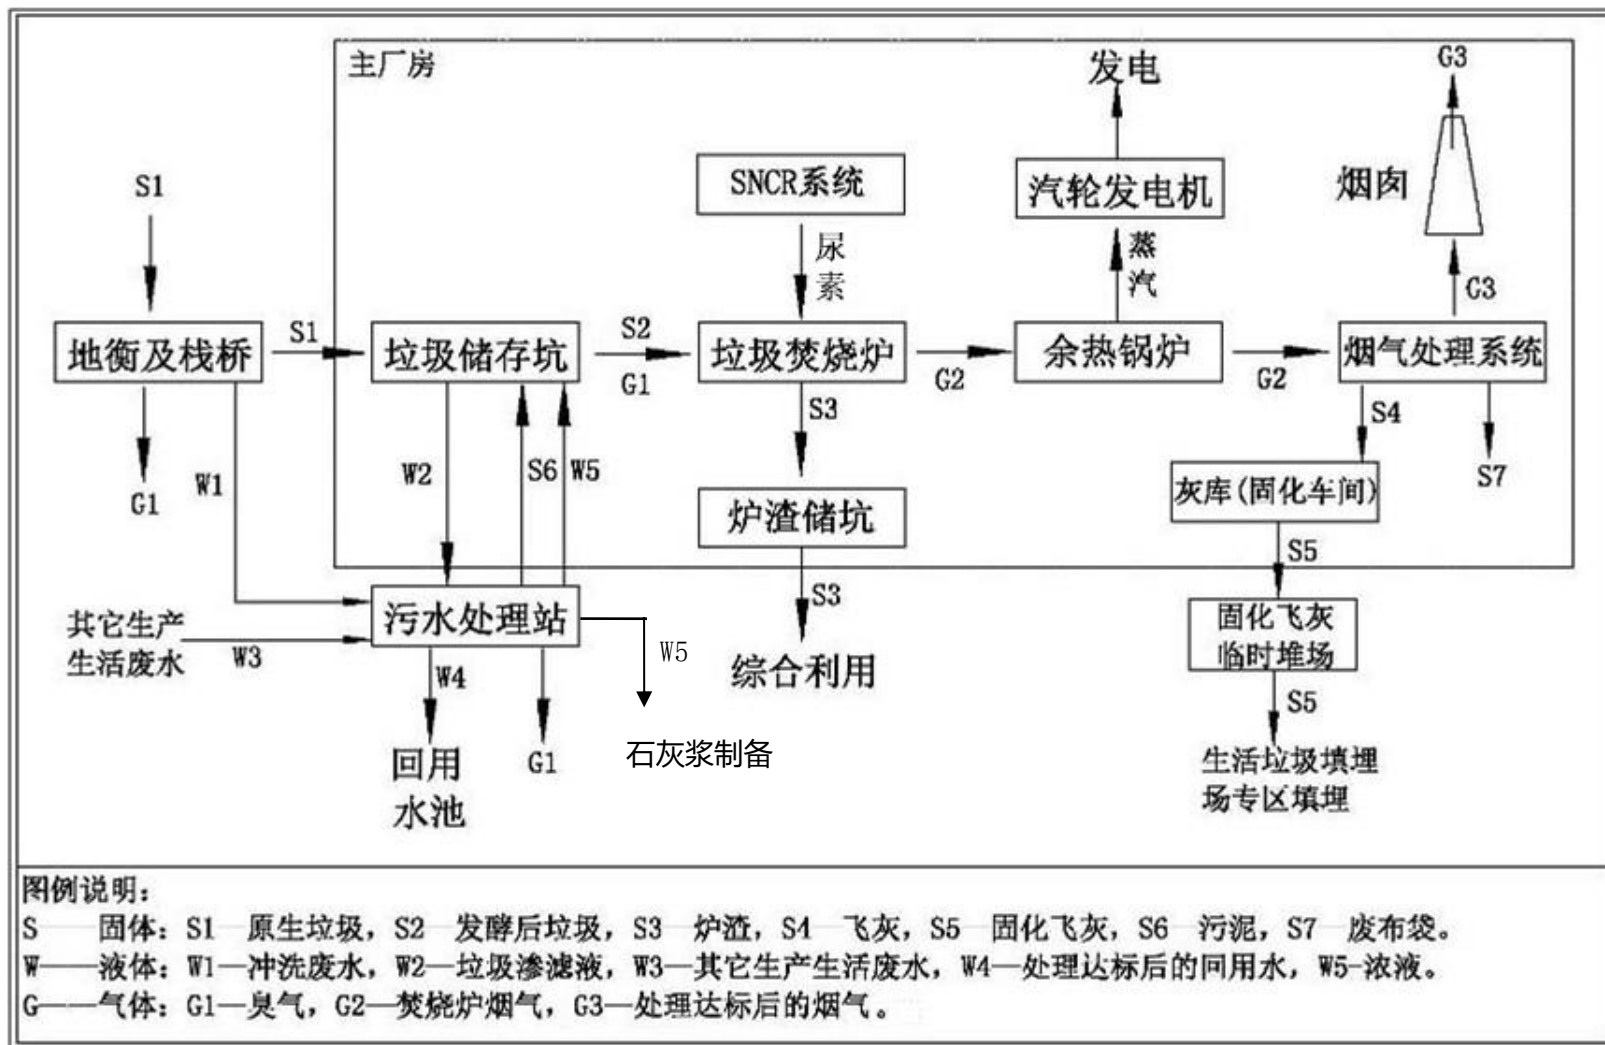 主厂房
发电
G3
S1
SNCR系统
汽轮发电机
烟囱
尿
素
蒸
汽
G3
地衡及栈桥
S1
垃圾储存坑
S2
G1
垃圾焚烧炉
G2
余热锅炉
G2
烟气处理系统
S3
S4
G1
W1
W2
S6
W5
炉渣储坑
灰库(固化车间)
S7
S5
S3
其它生产
生活废水
W3
污水处理站
W5
固化飞灰
临时堆场
W4
综合利用
S5
回用
水池
G1
石灰浆制备
生活垃圾填埋
场专区填埋
图例说明:
S——固体: S1—原生垃圾, S2—发酵后垃圾, S3—炉渣, S4—飞灰, S5—固化飞灰, S6—污泥, S7—废布袋。
W——液体: W1—冲洗废水, W2—垃圾渗滤液, W3—其它生产生活废水, W4—处理达标后的回用水, W5-浓液。
G——气体: G1—臭气, G2—焚烧炉烟气, G3—处理达标后的烟气。